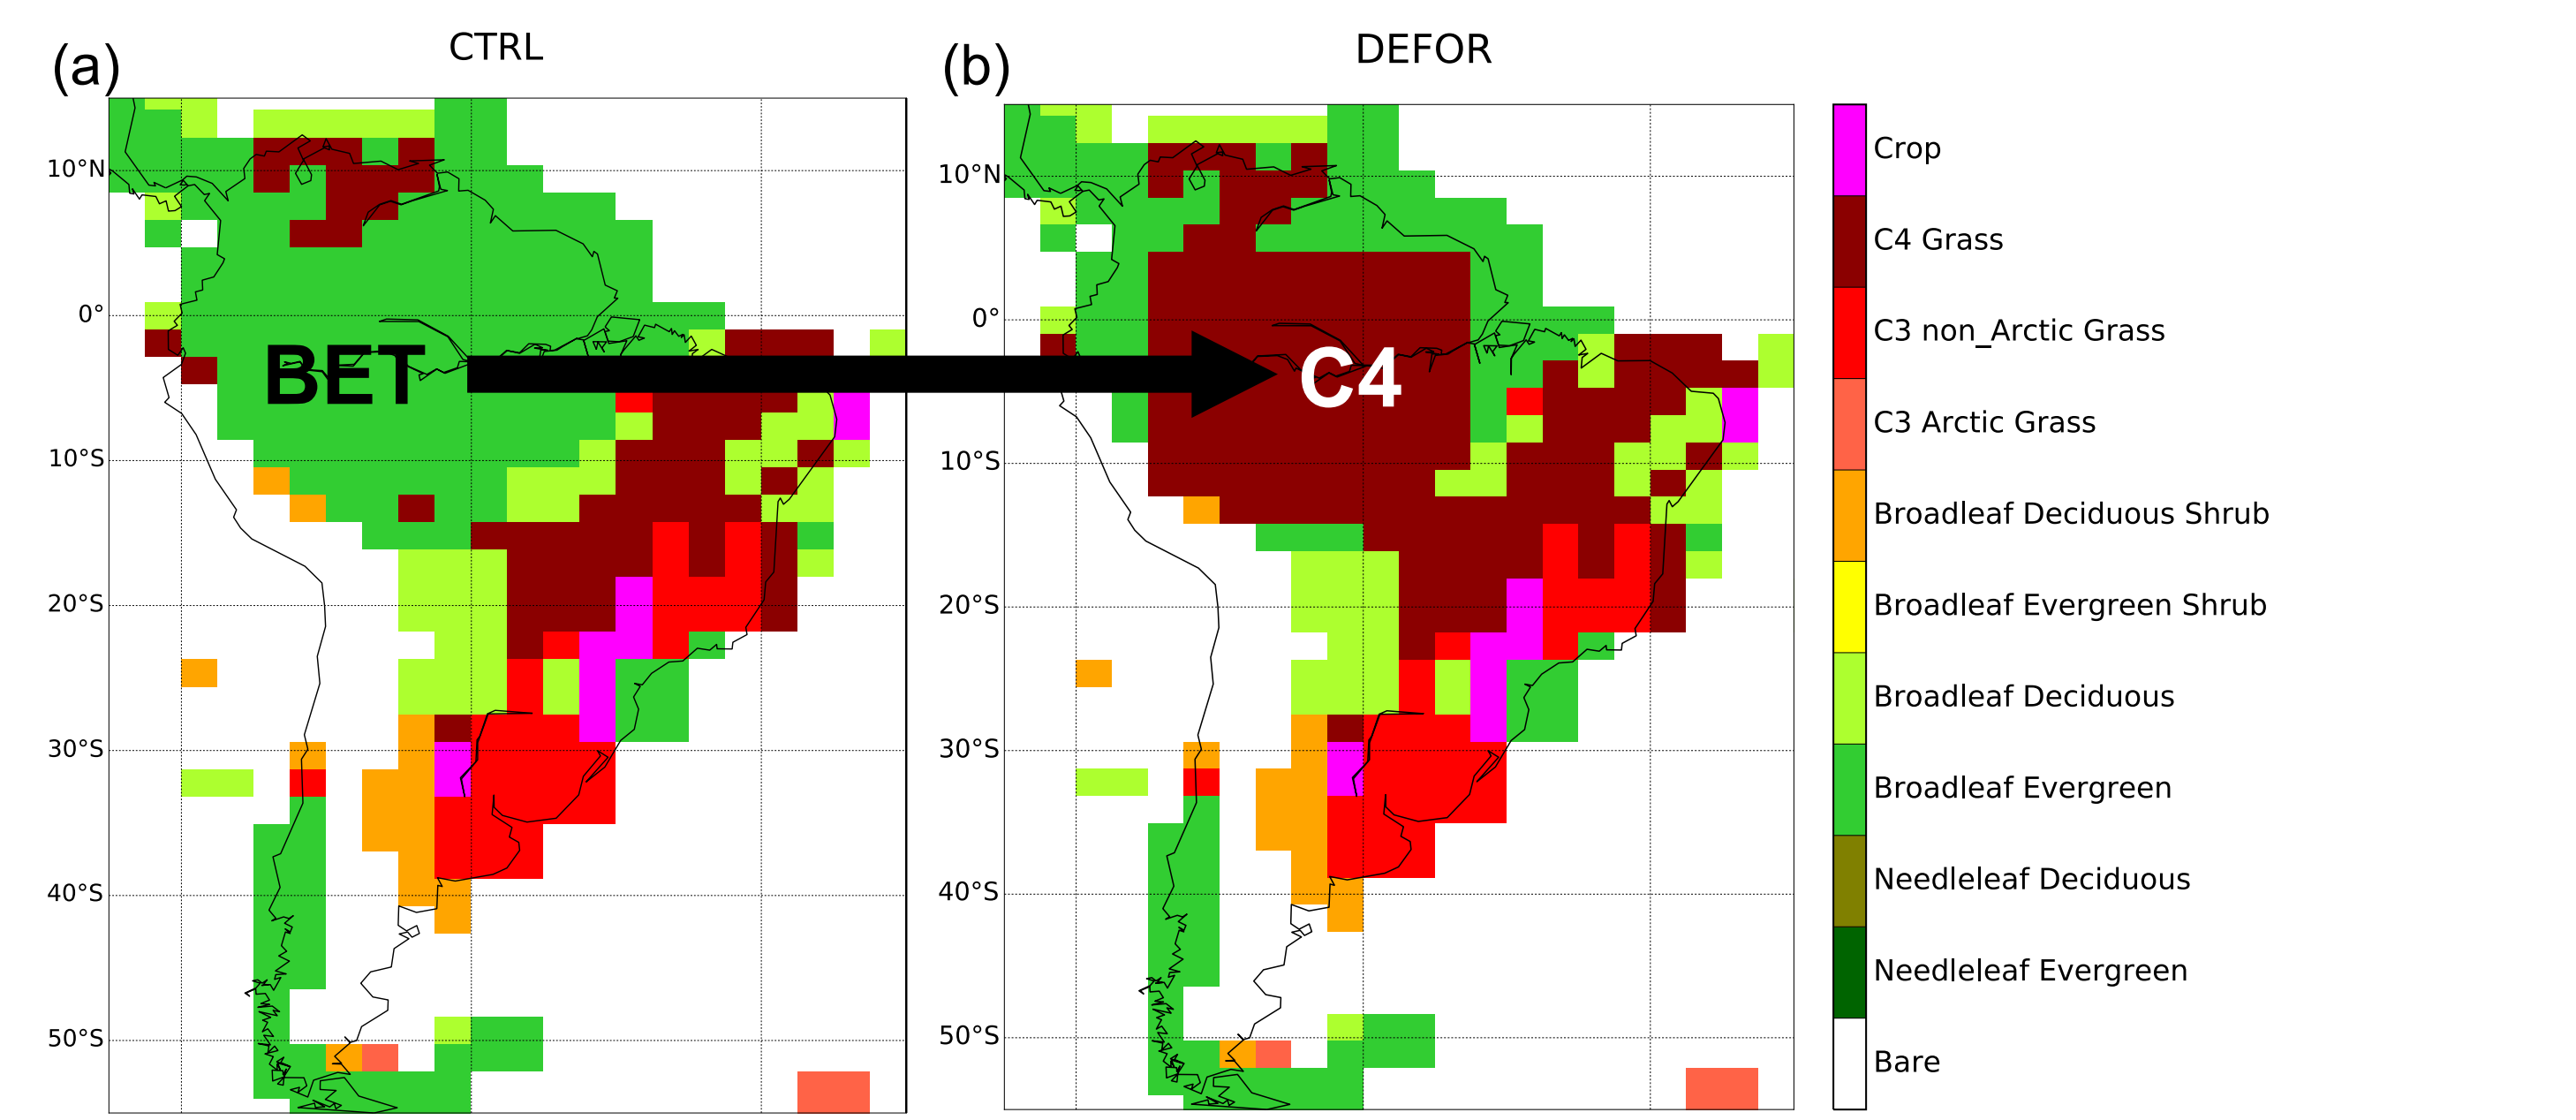 (a)
CTRL
(b)
DEFOR
10°N
0°
10°S
20°S
30°S
40°S
50°S
BET
10°N
0°
10°S
20°S
30°S
40°S
50°S
C4
Crop
C4 Grass
C3 non_Arctic Grass
C3 Arctic Grass
Broadleaf Deciduous Shrub
Broadleaf Evergreen Shrub
Broadleaf Deciduous
Broadleaf Evergreen
Needleleaf Deciduous
Needleleaf Evergreen
Bare